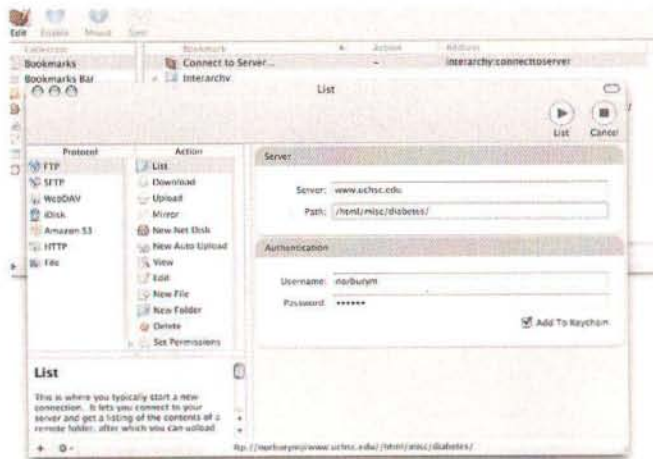 Edit Enable Mount Sync
Collection Bookmark Action Address
Bookmarks Connect to Server... – interarchy:connecttoserver
Bookmarks Bar Interarchy
List
List Cancel
Protocol Action
FTP
SFTP
WebDAV
iDisk
Amazon S3
HTTP
File
List
Download
Upload
Mirror
New Net Disk
New Auto Upload
View
Edit
New File
New Folder
Delete
Set Permissions
Server
Server: www.uchsc.edu
Path: /html/misc/diabetes/
Authentication
Username: norburym
Password: ••••••
Add To Keychain
List
This is where you typically start a new
connection. It lets you connect to your
server and get a listing of the contents of a
remote folder, after which you can upload
ftp://norburym@www.uchsc.edu//html/misc/diabetes/